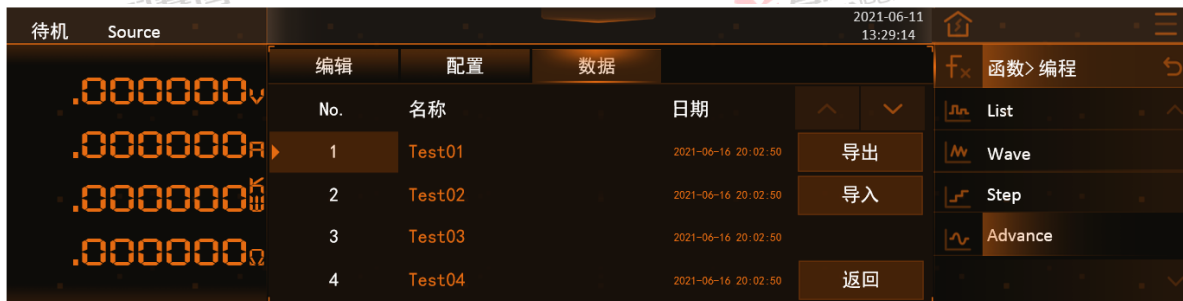 待机 Source
2021-06-11
13:29:14
编辑 配置 数据
函数>编程
.000000V
No. 名称 日期
List
.000000A
1 Test01 2021-06-16 20:02:50 导出
Wave
.000000KW
2 Test02 2021-06-16 20:02:50 导入
Step
3 Test03 2021-06-16 20:02:50
Advance
.000000Ω
4 Test04 2021-06-16 20:02:50 返回